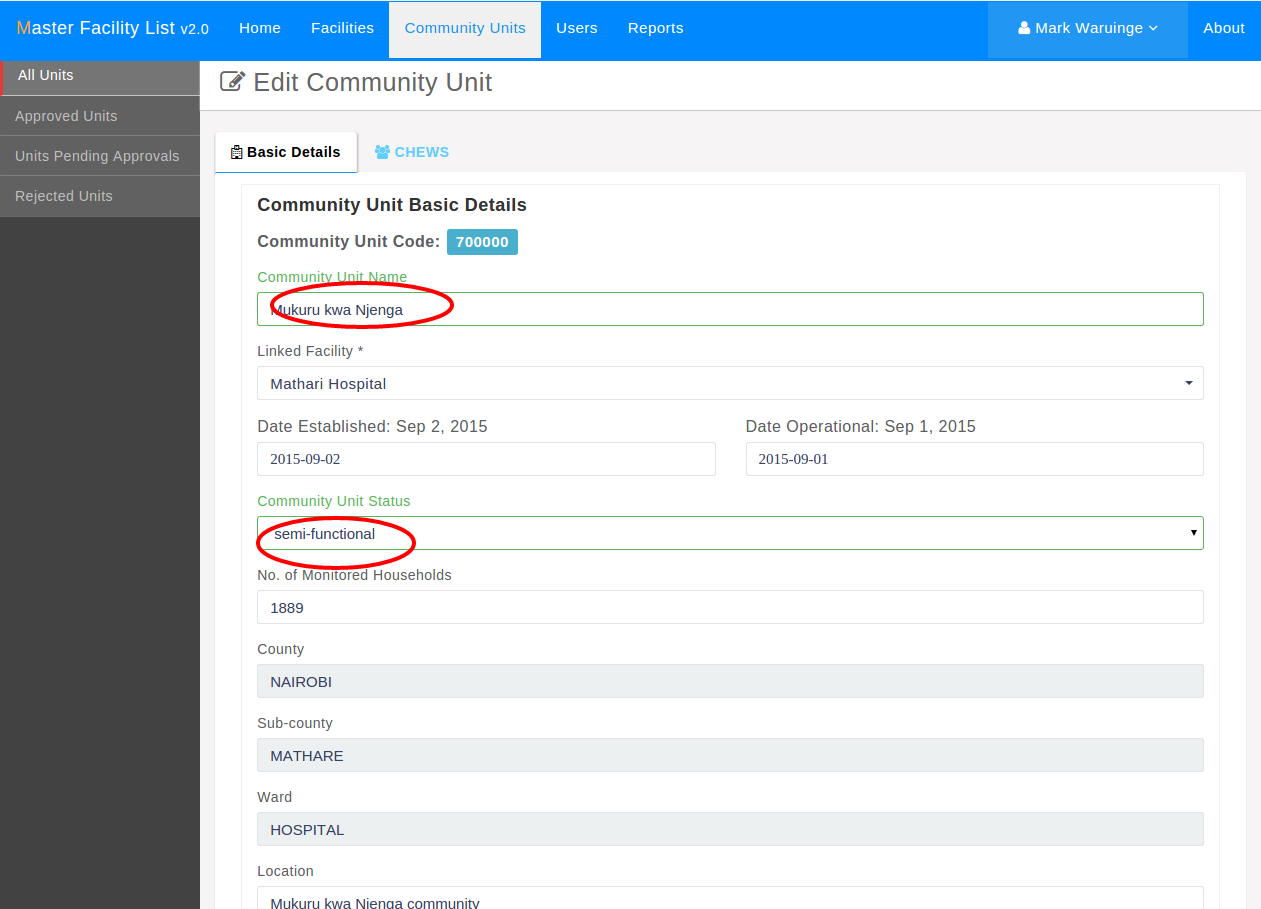 Master Facility List v2.0 Home Facilities Community Units Users Reports Mark Waruinge About
All Units
Approved Units
Units Pending Approvals
Rejected Units
Edit Community Unit
Basic Details CHEWS
Community Unit Basic Details
Community Unit Code: 700000
Community Unit Name
Mukuru kwa Njenga
Linked Facility *
Mathari Hospital
Date Established: Sep 2, 2015 Date Operational: Sep 1, 2015
2015-09-02 2015-09-01
Community Unit Status
semi-functional
No. of Monitored Households
1889
County
NAIROBI
Sub-county
MATHARE
Ward
HOSPITAL
Location
Mukuru kwa Njenga community